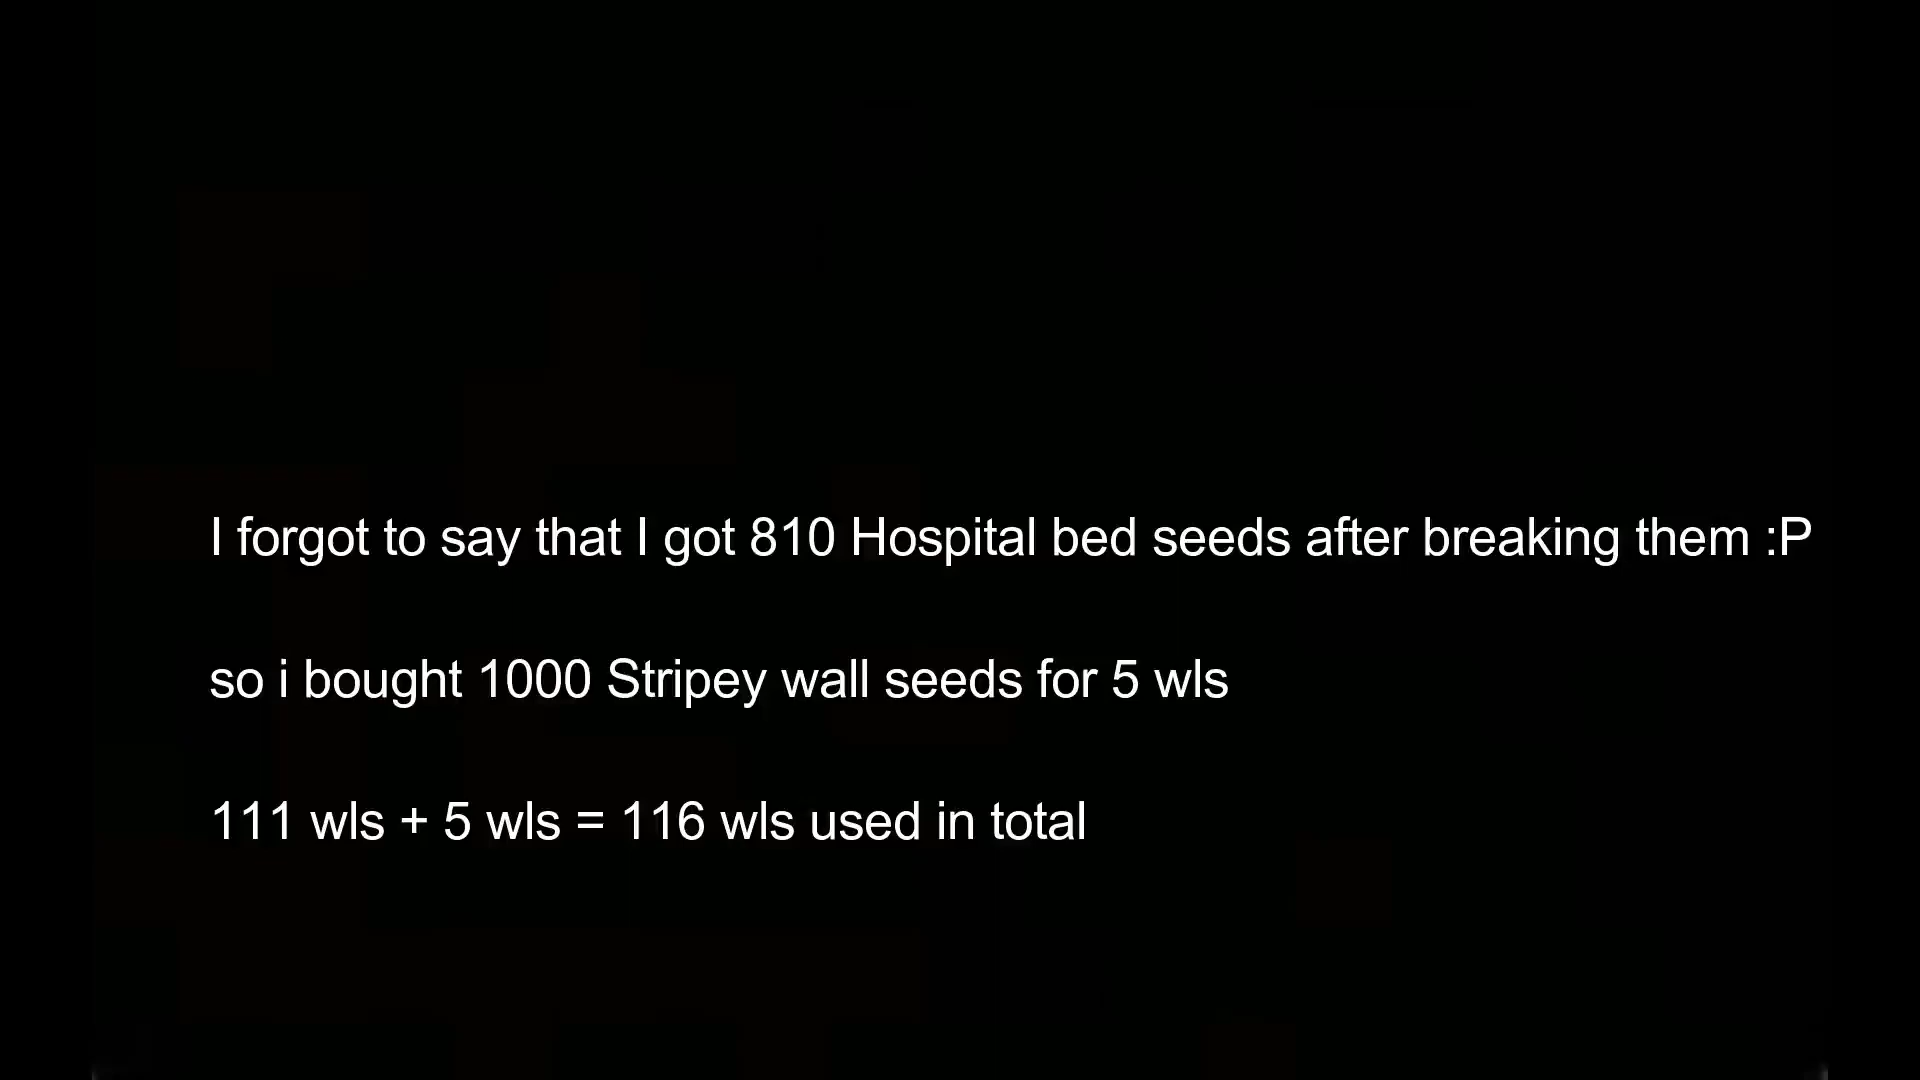 I forgot to say that I got 810 Hospital bed seeds after breaking them :P
so i bought 1000 Stripey wall seeds for 5 wls
111 wls + 5 wls = 116 wls used in total